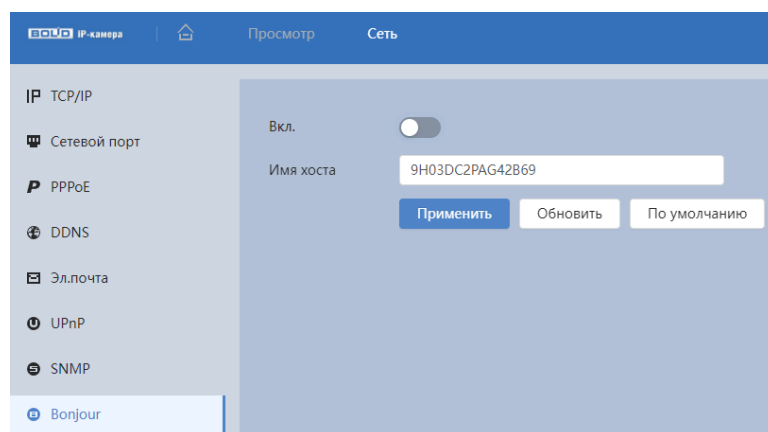 BOLID IP-камера
Просмотр
Сеть
TCP/IP
Сетевой порт
PPPoE
DDNS
Эл.почта
UPnP
SNMP
Bonjour
Вкл.
Имя хоста
9H03DC2PAG42B69
Применить
Обновить
По умолчанию